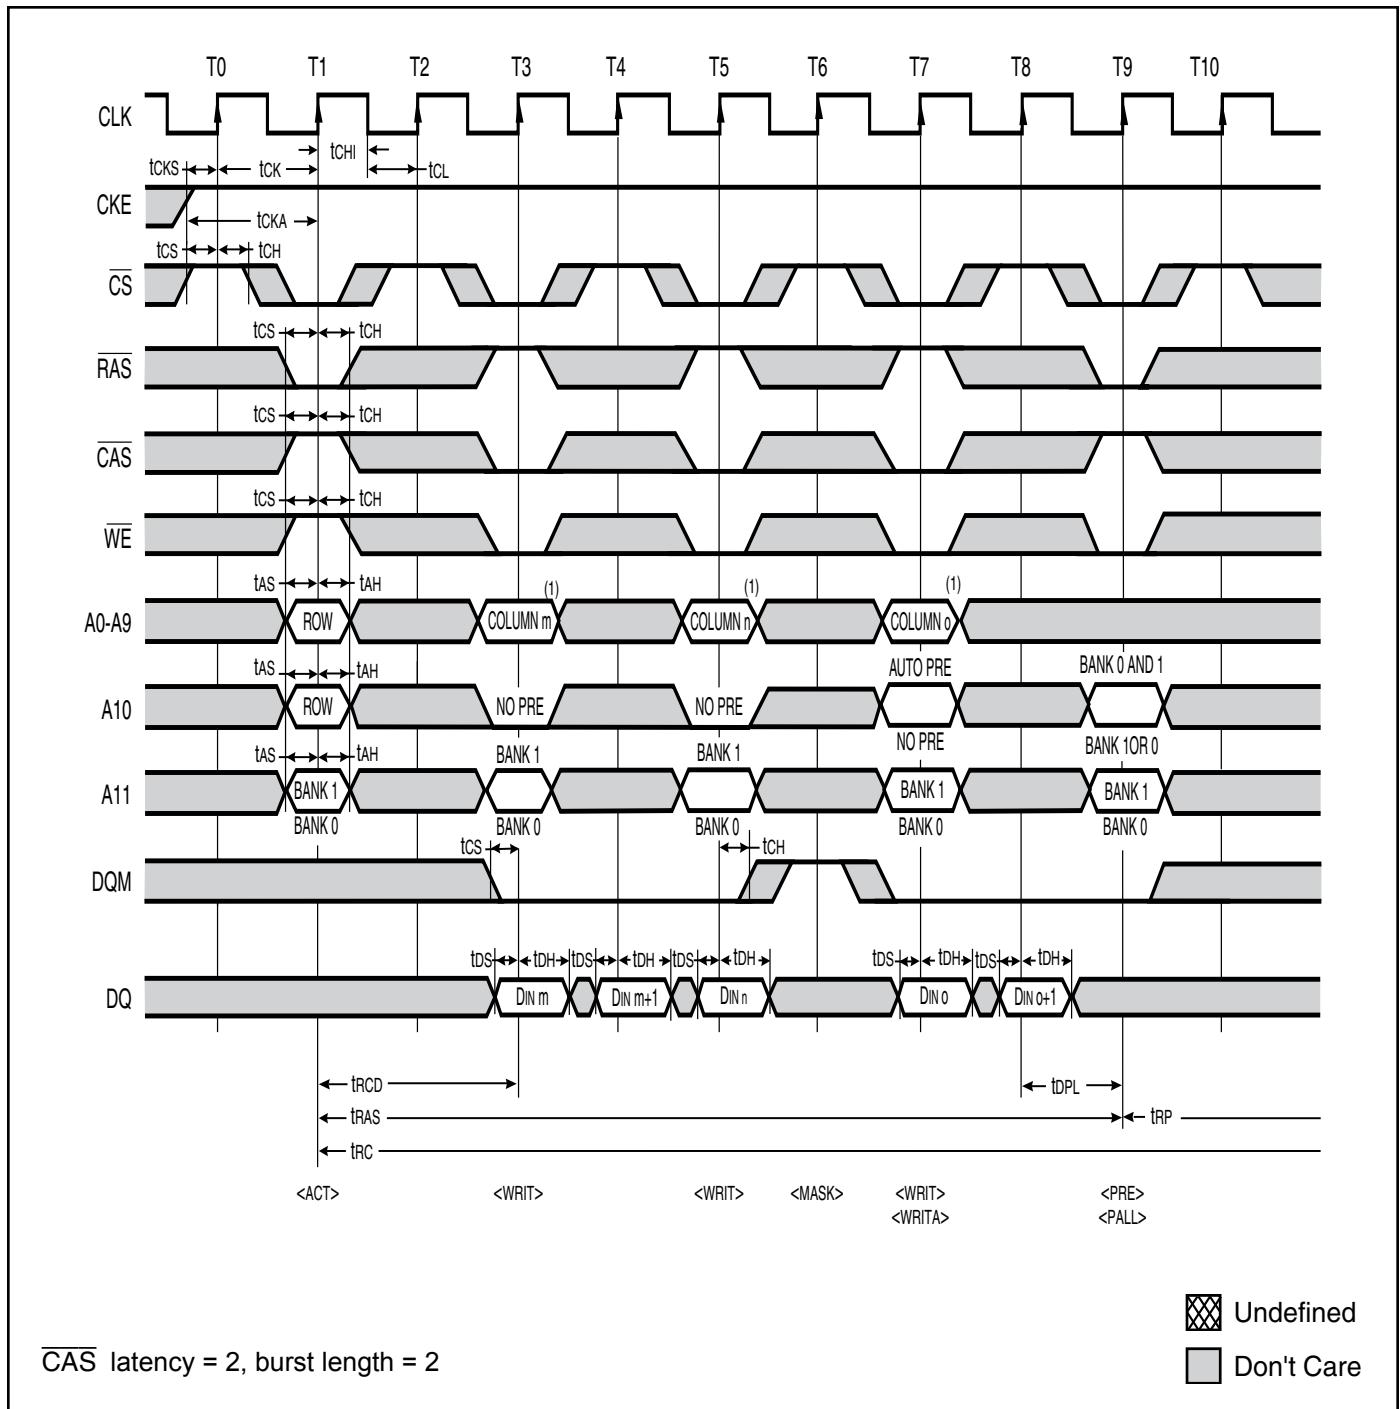 T0 T1 T2 T3 T4 T5 T6 T7 T8 T9 T10
CLK
tCHI
tCKS tCK tCL
CKE
tCKA
tCS tCH
CS
tCS tCH
RAS
tCS tCH
CAS
tCS tCH
WE
tAS tAH (1) (1) (1)
A0-A9 ROW COLUMN m COLUMN n COLUMN o
tAS tAH AUTO PRE BANK 0 AND 1
A10 ROW NO PRE NO PRE
NO PRE BANK 1OR 0
tAS tAH BANK 1 BANK 1
A11 BANK 1 BANK 1 BANK 1
BANK 0 BANK 0 BANK 0 BANK 0 BANK 0
tCS tCH
DQM
tDS tDH tDS tDH tDS tDH tDS tDH tDS tDH
DQ DIN m DIN m+1 DIN n DIN o DIN o+1
tRCD tDPL
tRAS tRP
tRC
<ACT> <WRIT> <WRIT> <MASK> <WRIT> <PRE>
<WRITA> <PALL>
Undefined
CAS latency = 2, burst length = 2
Don't Care